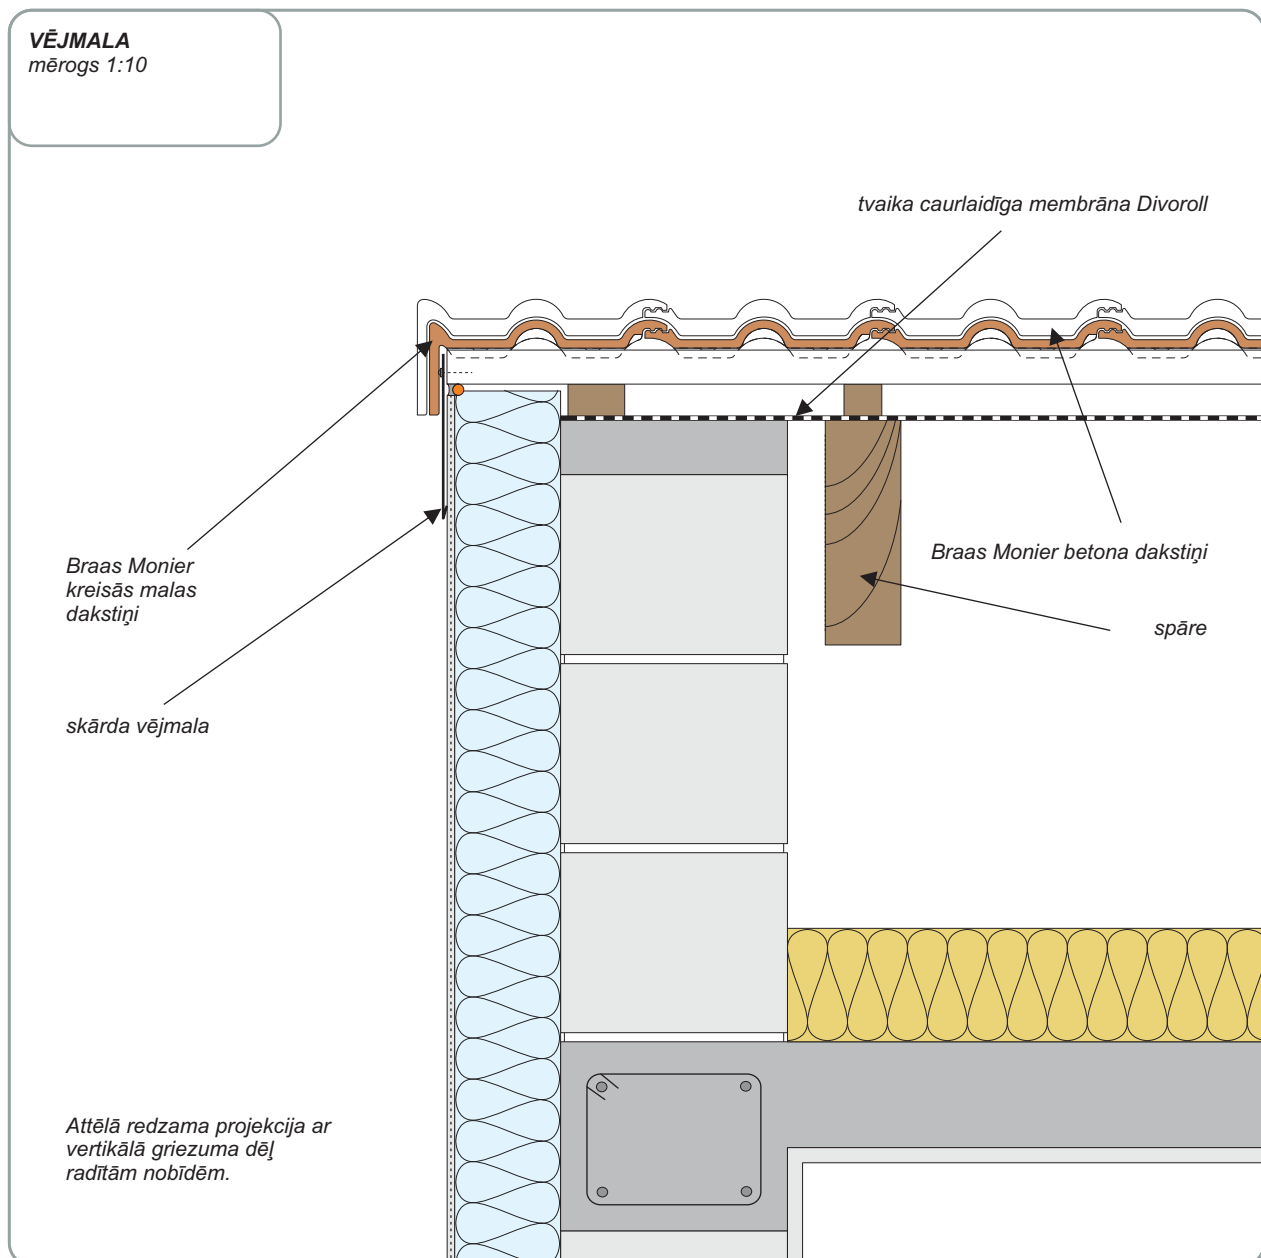 VĒJMALA
mērogs 1:10
tvaika caurlaidīga membrāna Divoroll
Braas Monier
kreisās malas
dakstiņi
Braas Monier betona dakstiņi
spāre
skārda vējmala
Attēlā redzama projekcija ar
vertikālā griezuma dēļ
radītām nobīdēm.